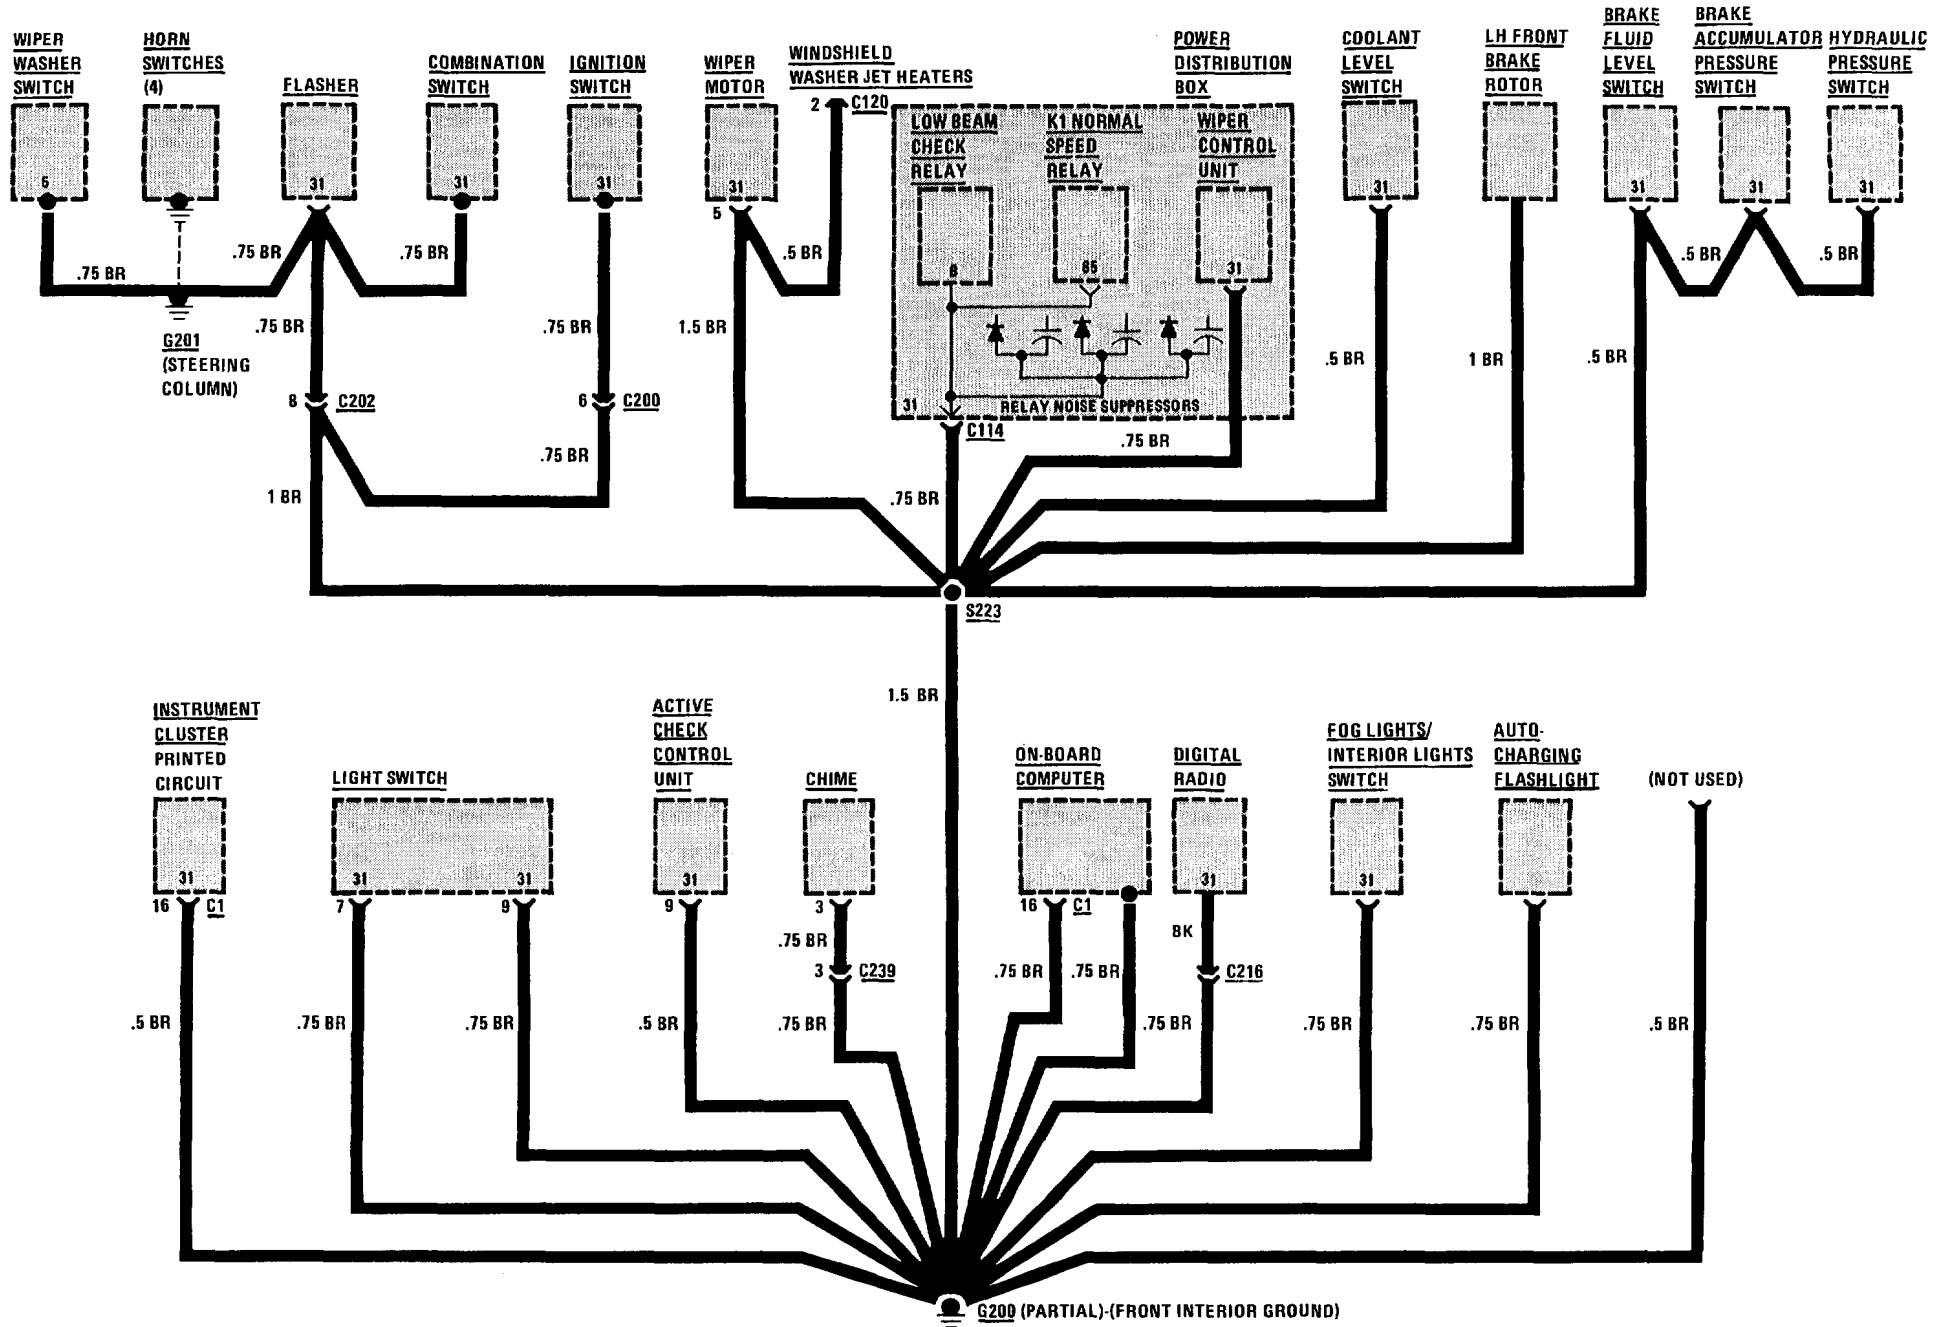 WIPER
WASHER
SWITCH
5
HORN
SWITCHES
(4)
FLASHER
31
COMBINATION
SWITCH
31
IGNITION
SWITCH
31
WIPER
MOTOR
31
5
WINDSHIELD
WASHER JET HEATERS
2 C120
POWER
DISTRIBUTION
BOX
LOW BEAM
CHECK
RELAY
8
K1 NORMAL
SPEED
RELAY
85
WIPER
CONTROL
UNIT
31
COOLANT
LEVEL
SWITCH
31
LH FRONT
BRAKE
ROTOR
BRAKE
FLUID
LEVEL
SWITCH
31
BRAKE
ACCUMULATOR
PRESSURE
SWITCH
31
HYDRAULIC
PRESSURE
SWITCH
31
.75 BR
.75 BR
.75 BR
.5 BR
.5 BR
.5 BR
G201
(STEERING
COLUMN)
.75 BR
.75 BR
1.5 BR
.5 BR
1 BR
.5 BR
8 C202
6 C200
31
RELAY NOISE SUPPRESSORS
C114
.75 BR
.75 BR
1 BR
.75 BR
S223
1.5 BR
INSTRUMENT
CLUSTER
PRINTED
CIRCUIT
31
16 C1
LIGHT SWITCH
31 31
7 9
ACTIVE
CHECK
CONTROL
UNIT
31
9
CHIME
3
.75 BR
3 C239
ON-BOARD
COMPUTER
16 C1
DIGITAL
RADIO
31
BK
C216
FOG LIGHTS/
INTERIOR LIGHTS
SWITCH
31
AUTO-
CHARGING
FLASHLIGHT
(NOT USED)
.75 BR .75 BR
.5 BR
.75 BR
.75 BR
.5 BR
.75 BR
.75 BR
.75 BR
.75 BR
.5 BR
G200 (PARTIAL)-(FRONT INTERIOR GROUND)